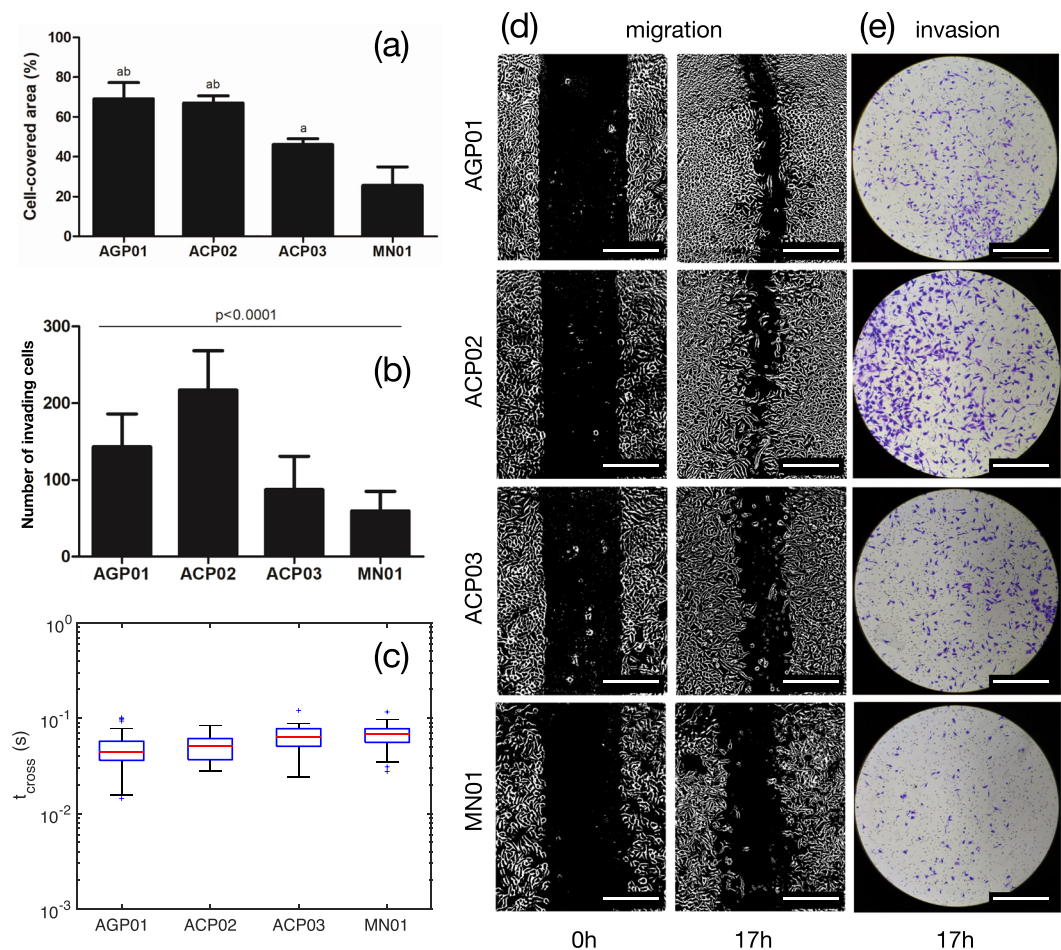 (a)
Cell-covered area (%)
100
80
60
40
20
0
ab
ab
a
AGP01 ACP02 ACP03 MN01
(b)
p<0.0001
Number of invading cells
300
200
100
0
AGP01 ACP02 ACP03 MN01
(c)
t_cross (s)
10^0
10^-1
10^-2
10^-3
AGP01 ACP02 ACP03 MN01
(d) migration
(e) invasion
AGP01
ACP02
ACP03
MN01
0h 17h 17h